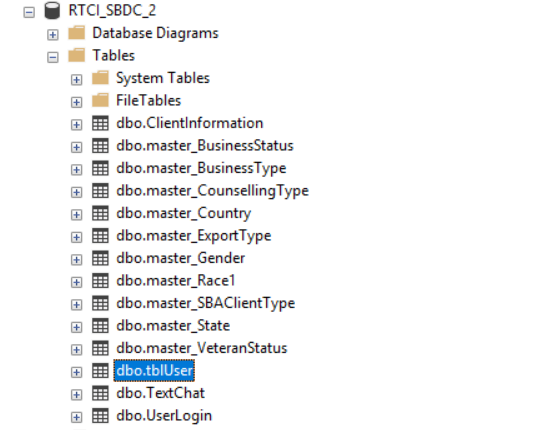 RTCI_SBDC_2
Database Diagrams
Tables
System Tables
FileTables
dbo.ClientInformation
dbo.master_BusinessStatus
dbo.master_BusinessType
dbo.master_CounsellingType
dbo.master_Country
dbo.master_ExportType
dbo.master_Gender
dbo.master_Race1
dbo.master_SBAClientType
dbo.master_State
dbo.master_VeteranStatus
dbo.tblUser
dbo.TextChat
dbo.UserLogin